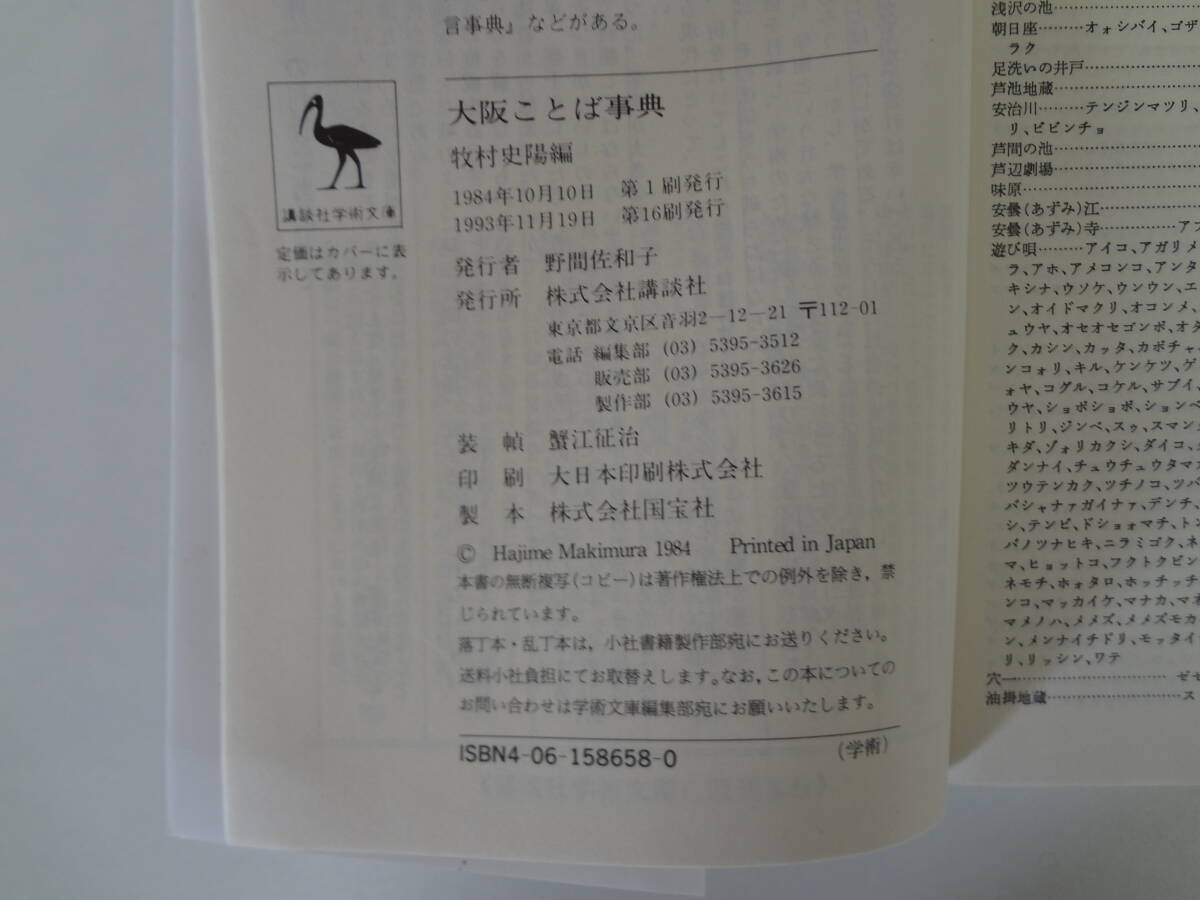 言事典』などがある。
講談社学術文庫
定価はカバーに表
示してあります。
大阪ことば事典
牧村史陽編
1984年10月10日 第1刷発行
1993年11月19日 第16刷発行
発行者 野間佐和子
発行所 株式会社講談社
東京都文京区音羽2-12-21 〒112-01
電話 編集部 (03) 5395-3512
販売部 (03) 5395-3626
製作部 (03) 5395-3615
装 幀 蟹江征治
印 刷 大日本印刷株式会社
製 本 株式会社国宝社
© Hajime Makimura 1984 Printed in Japan
本書の無断複写(コピー)は著作権法上での例外を除き,禁
じられています。
落丁本・乱丁本は,小社書籍製作部宛にお送りください。
送料小社負担にてお取替えします。なお,この本についての
お問い合わせは学術文庫編集部宛にお願いいたします。
ISBN4-06-158658-0 (学術)
浅沢の池………
朝日座………オォシバイ、ゴザ
ラク
足洗いの井戸………
芦池地蔵………
安治川………テンジンマツリ、
リ、ビビンチョ
芦間の池………
芦辺劇場………
味原………
安曇(あずみ)江………
安曇(あずみ)寺…………アフ
遊び唄………アイコ、アガリメ
ラ、アホ、アメコンコ、アンタ
キシナ、ウソケ、ウンウン、エ
ン、オイドマクリ、オコンメ、
ュウヤ、オセオセゴンボ、オタ
ク、カシン、カッタ、カボチャ
ンコォリ、キル、ケンケツ、ゲ
ォヤ、コグル、コケル、サブイ、
ウヤ、ショボショボ、ションベ
リトリ、ジンベ、スゥ、スマン
キダ、ゾォリカクシ、ダイコ、
ダンナイ、チュウチュウタマ
ツウテンカク、ツチノコ、ツバ
バシャナァガイナァ、デンチ、
シ、テンビ、ドショォマチ、ト
バノツナヒキ、ニラミゴク、ネ
マ、ヒョットコ、フクトクビン
ネモチ、ホォタロ、ホッチッチ
ンコ、マッカイケ、マナカ、マ
マメノハ、メメズ、メメズモカ
ン、メンナイチドリ、モッタイ
リ、リッシン、ワテ
穴一………………ゼゼ
油掛地蔵………………ス